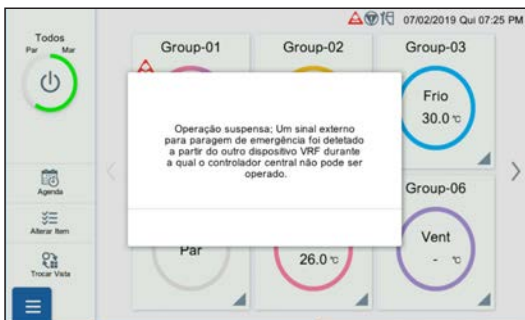 07/02/2019 Qui 07:25 PM
Todos
Par Mar
Agenda
Alterar Item
Trocar Vista
Group-01
Group-02
Group-03
Frio
30.0 °C
Operação suspensa; Um sinal externo
para paragem de emergência foi detetado
a partir do outro dispositivo VRF durante
a qual o controlador central não pode ser
operado.
Par
26.0 °C
Group-06
Vent
- °C